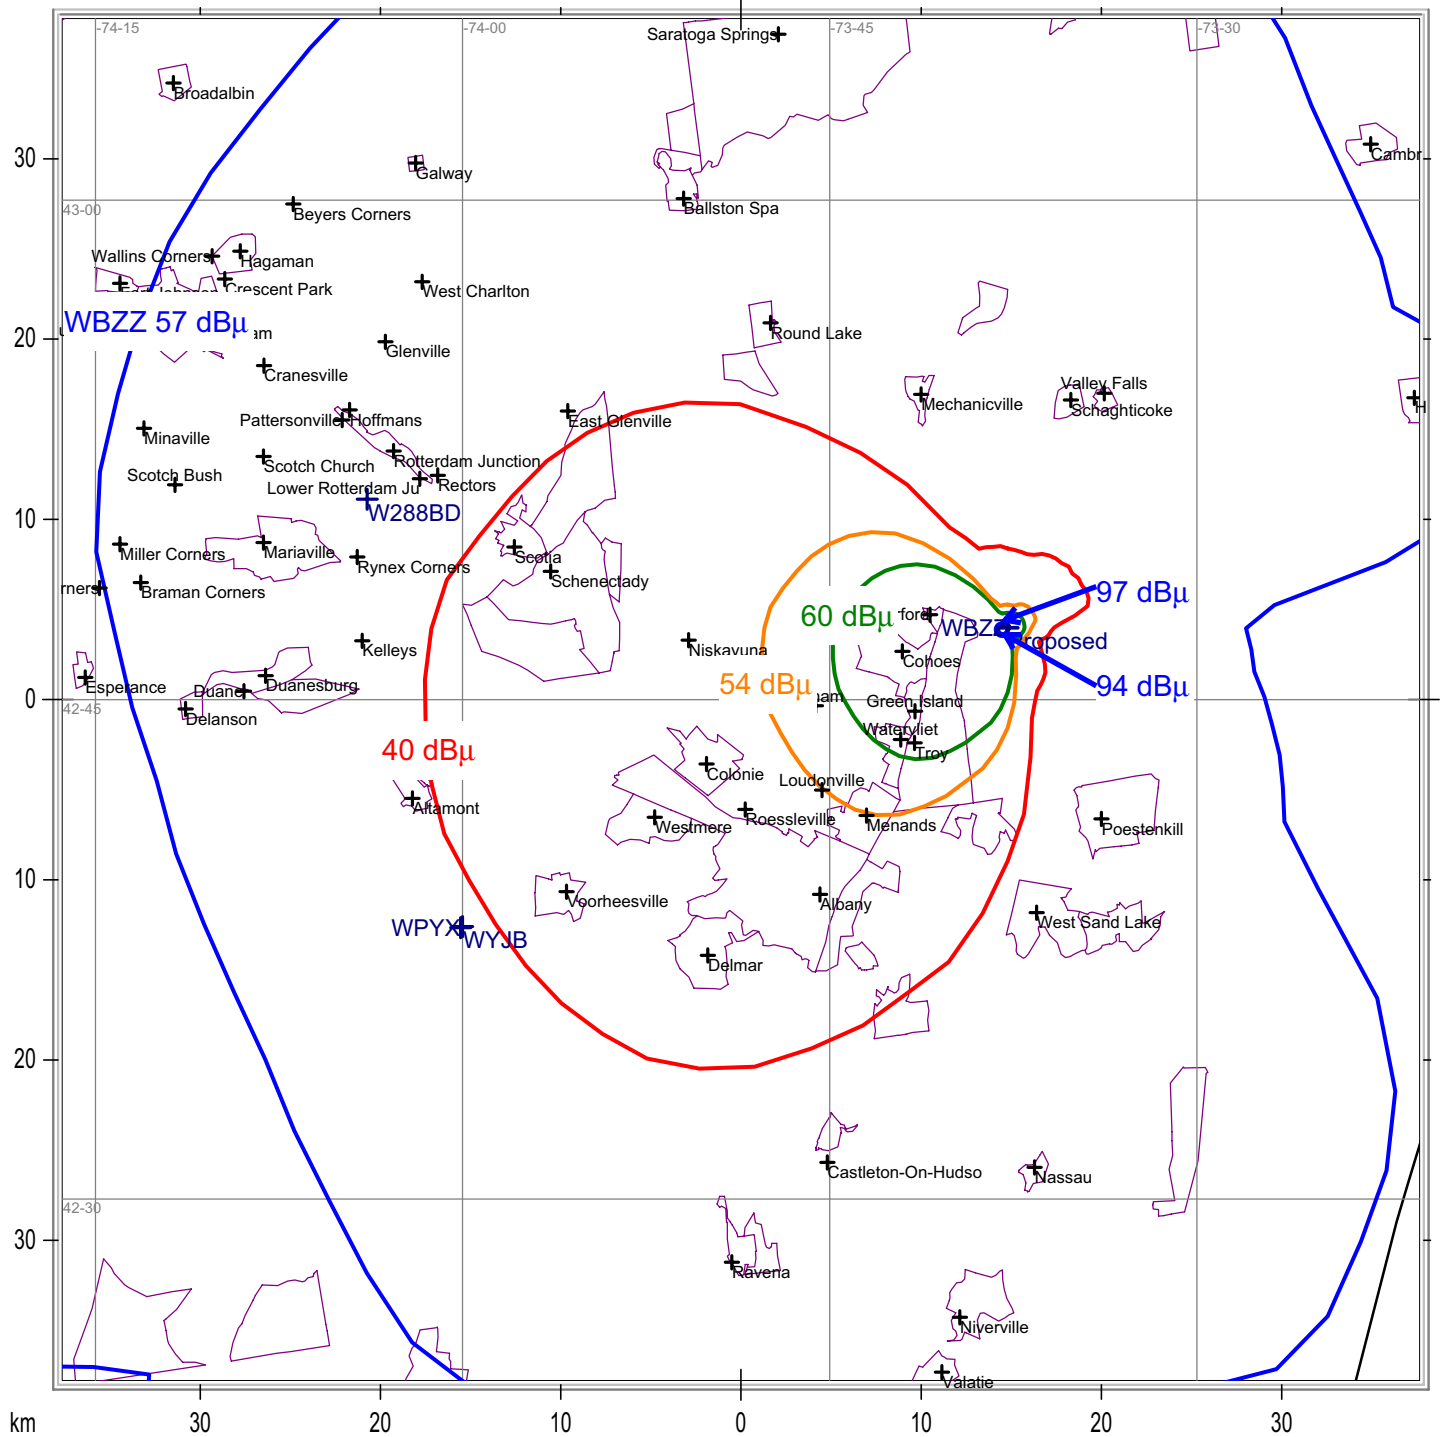 -74-15
-74-00
-73-45
-73-30
Saratoga Springs
Broadalbin
30
Cambr
Galway
43-00
Ballston Spa
Beyers Corners
Wallins Corners
Hagaman
Crescent Park
West Charlton
WBZZ 57 dBμ
am
20
Round Lake
Glenville
Cranesville
Valley Falls
Mechanicville
Schaghticoke
H
Pattersonville
Hoffmans
East Glenville
Minaville
Scotch Church
Rotterdam Junction
Scotch Bush
Lower Rotterdam Ju
Rectors
W288BD
10
Miller Corners
Mariaville
Scotia
Rynex Corners
Schenectady
rners
Braman Corners
97 dBμ
60 dBμ
ford
WBZZ
Proposed
Kelleys
Niskayuna
Cohoes
Esperance
Duane
Duanesburg
54 dBμ
94 dBμ
0
42-45
Delanson
am
Green Island
Watervliet
Troy
40 dBμ
Colonie
Loudonville
Altamont
Westmere
Roessleville
Menands
Poestenkill
10
Voorheesville
Albany
WPYX
WYJB
West Sand Lake
Delmar
20
Castleton-On-Hudso
Nassau
42-30
30
Ravena
Niverville
Valatie
km
30
20
10
0
10
20
30